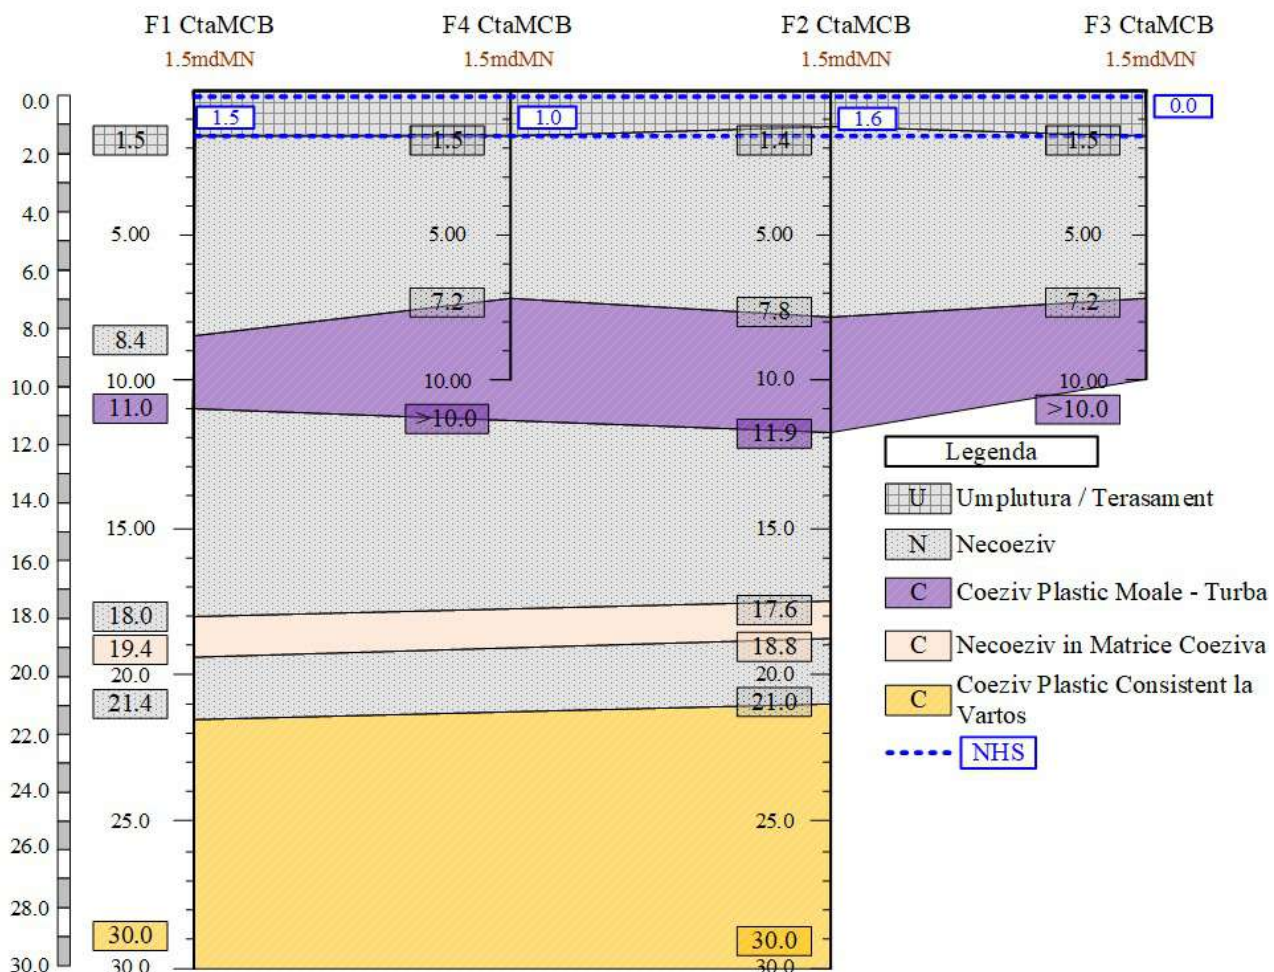 F1 CtaMCB F4 CtaMCB F2 CtaMCB F3 CtaMCB
1.5mdMN 1.5mdMN 1.5mdMN 1.5mdMN
0.0 0.0
1.5 1.0 1.6
1.5 1.5 1.4 1.5
2.0
4.0
5.00 5.00 5.00 5.00
6.0
7.2 7.8 7.2
8.0
8.4
10.0 10.00 10.00 10.0 10.00
11.0 >10.0 11.9 >10.0
12.0
Legenda
14.0
U Umplutura / Terasament
15.00 15.0
N Necoeziv
16.0
C Coeziv Plastic Moale - Turba
18.0 18.0 17.6
19.4 18.8
C Necoeziv in Matrice Coeziva
20.0 20.0 20.0
21.4 21.0
C Coeziv Plastic Consistent la
Vartos
22.0
NHS
24.0
25.0 25.0
26.0
28.0
30.0 30.0
30.0 30.0 30.0